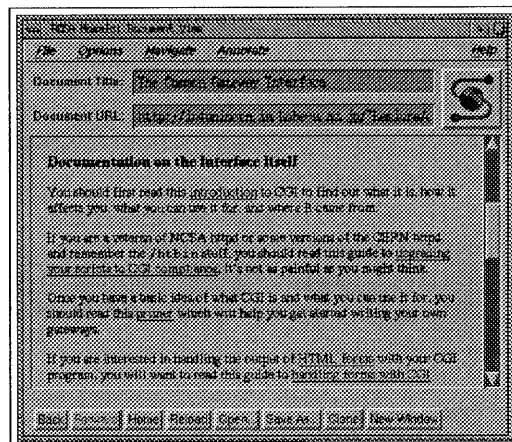 NCSA Mosaic: Document View
File Options Navigate Annotate Help
Document Title: The Common Gateway Interface
Document URL:
Documentation on the Interface Itself
You should first read this introduction to CGI to find out what it is, how it
affects you, what you can use it for, and where it came from.
If you are a veteran of NCSA httpd or some versions of the CERN httpd
and remember the /htbin stuff, you should read this guide to upgrading
your scripts to CGI compliance. It's not as painful as you might think.
Once you have a basic idea of what CGI is and what you can use it for, you
should read this primer which will help you get started writing your own
gateways.
If you are interested in handling the output of HTML forms with your CGI
program, you will want to read this guide to handling forms with CGI
Back Forward Home Reload Open... Save As... Clone New Window